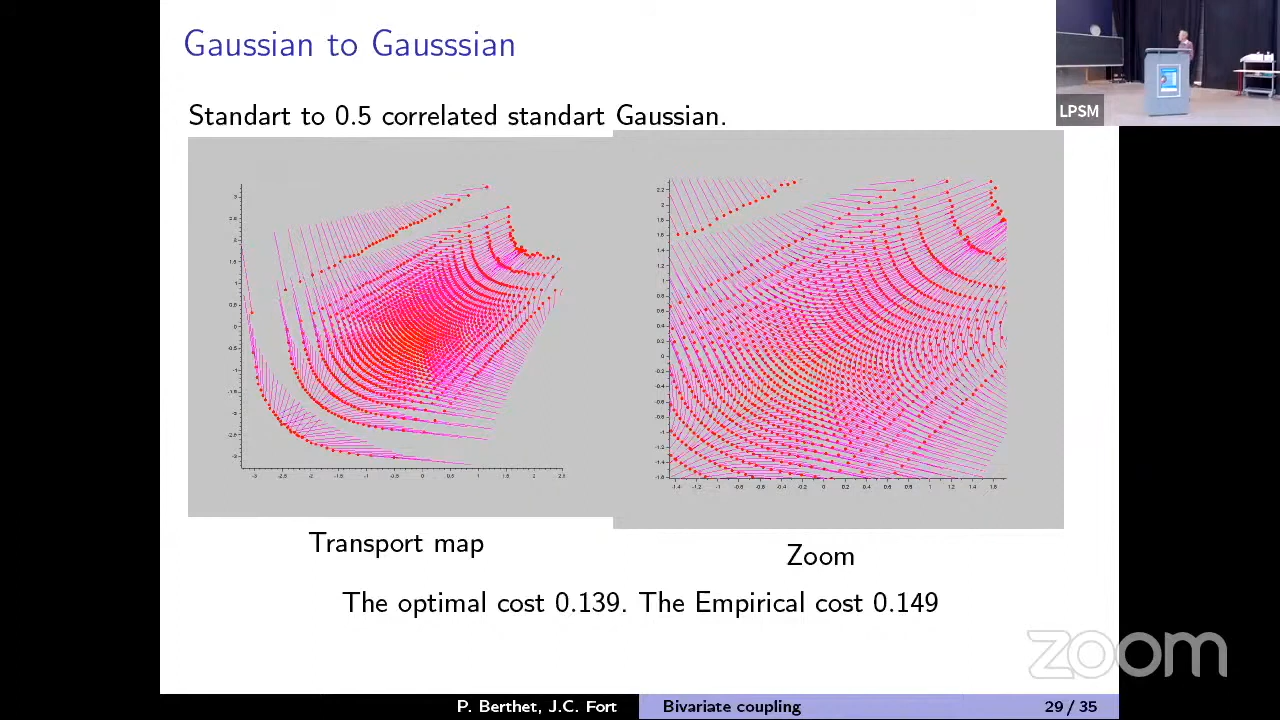 Gaussian to Gausssian
LPSM
Standart to 0.5 correlated standart Gaussian.
Transport map
Zoom
The optimal cost 0.139. The Empirical cost 0.149
zoom
P. Berthet, J.C. Fort
Bivariate coupling
29 / 35